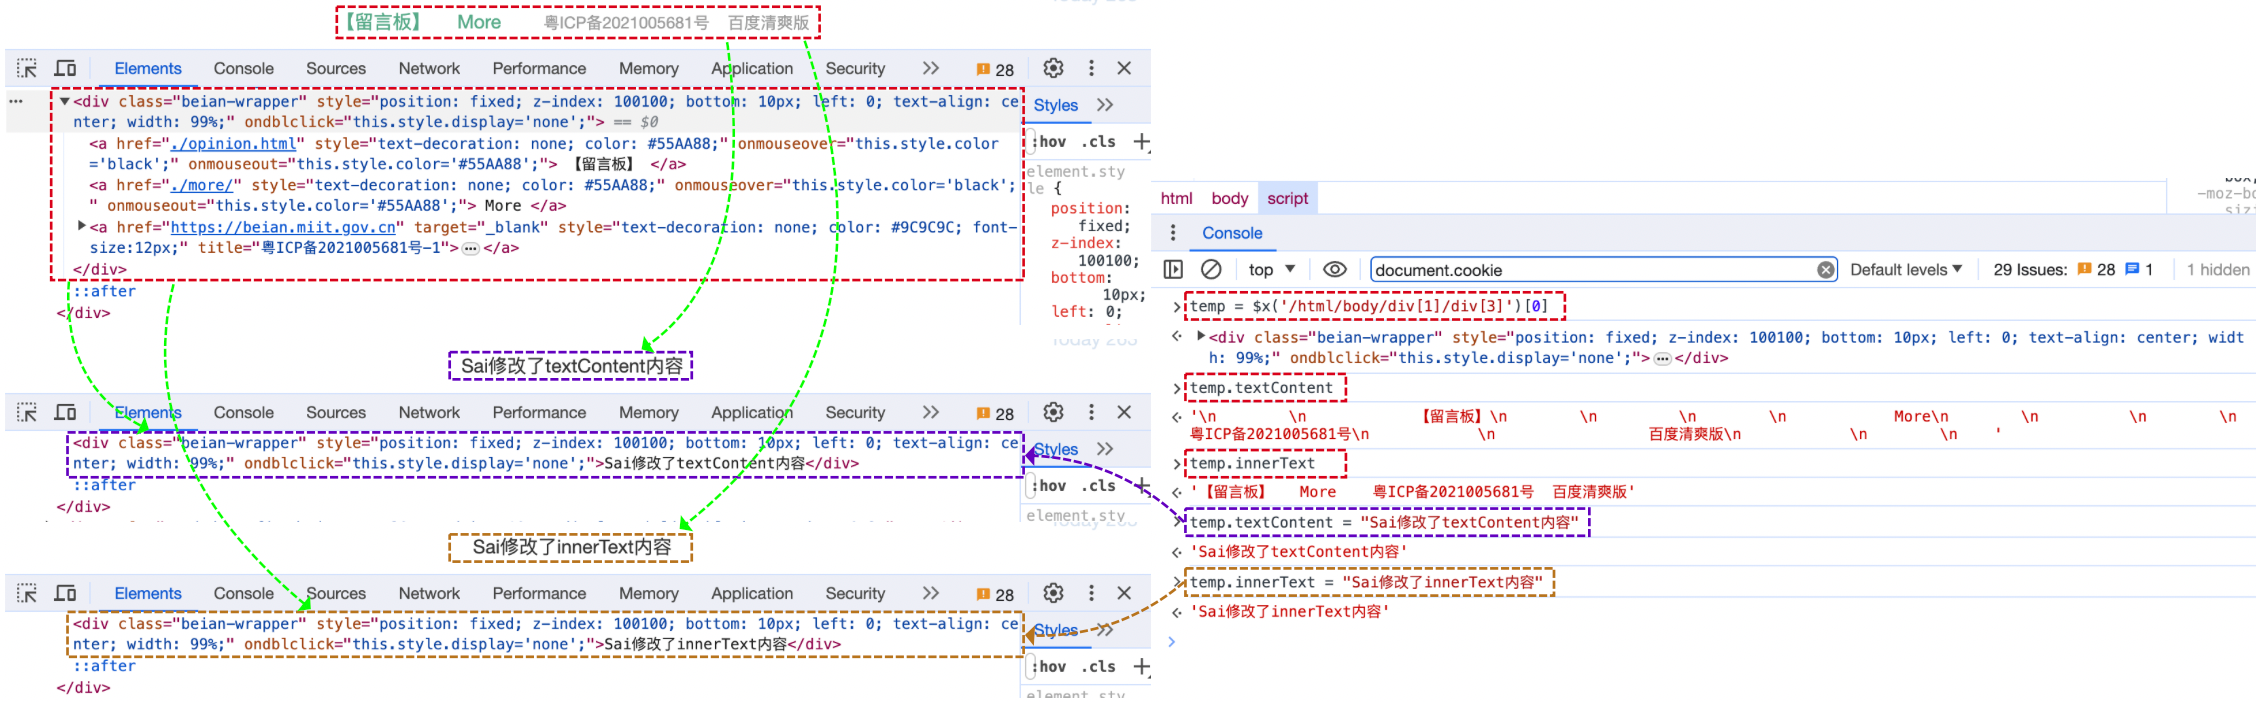 【留言板】 More 粤ICP备2021005681号 百度清爽版
Elements Console Sources Network Performance Memory Application Security 28
<div class="beian-wrapper" style="position: fixed; z-index: 100100; bottom: 10px; left: 0; text-align: ce
nter; width: 99%;" ondblclick="this.style.display='none';"> == $0
<a href="./opinion.html" style="text-decoration: none; color: #55AA88;" onmouseover="this.style.color
='black';" onmouseout="this.style.color='#55AA88';"> 【留言板】 </a>
<a href="./more/" style="text-decoration: none; color: #55AA88;" onmouseover="this.style.color='black';
" onmouseout="this.style.color='#55AA88';"> More </a>
<a href="https://beian.miit.gov.cn" target="_blank" style="text-decoration: none; color: #9C9C9C; font-
size:12px;" title="粤ICP备2021005681号-1">…</a>
</div>
::after
</div>
Styles
:hov .cls
element.sty
le {
position:
fixed;
z-index:
100100;
bottom:
10px;
left: 0;
Sai修改了textContent内容
Elements Console Sources Network Performance Memory Application Security 28
<div class="beian-wrapper" style="position: fixed; z-index: 100100; bottom: 10px; left: 0; text-align: ce
nter; width: 99%;" ondblclick="this.style.display='none';">Sai修改了textContent内容</div>
::after
</div>
Styles
:hov .cls
element.sty
Sai修改了innerText内容
Elements Console Sources Network Performance Memory Application Security 28
<div class="beian-wrapper" style="position: fixed; z-index: 100100; bottom: 10px; left: 0; text-align: ce
nter; width: 99%;" ondblclick="this.style.display='none';">Sai修改了innerText内容</div>
::after
</div>
Styles
:hov .cls
element.sty
html body script
-moz-bo
Console
top document.cookie Default levels 29 Issues: 28 1 1 hidden
temp = $x('/html/body/div[1]/div[3]')[0]
<div class="beian-wrapper" style="position: fixed; z-index: 100100; bottom: 10px; left: 0; text-align: center; widt
h: 99%;" ondblclick="this.style.display='none';">…</div>
temp.textContent
'\n \n 【留言板】\n \n \n \n More\n \n \n \n
粤ICP备2021005681号\n \n 百度清爽版\n \n \n '
temp.innerText
'【留言板】 More 粤ICP备2021005681号 百度清爽版'
temp.textContent = "Sai修改了textContent内容"
'Sai修改了textContent内容'
temp.innerText = "Sai修改了innerText内容"
'Sai修改了innerText内容'